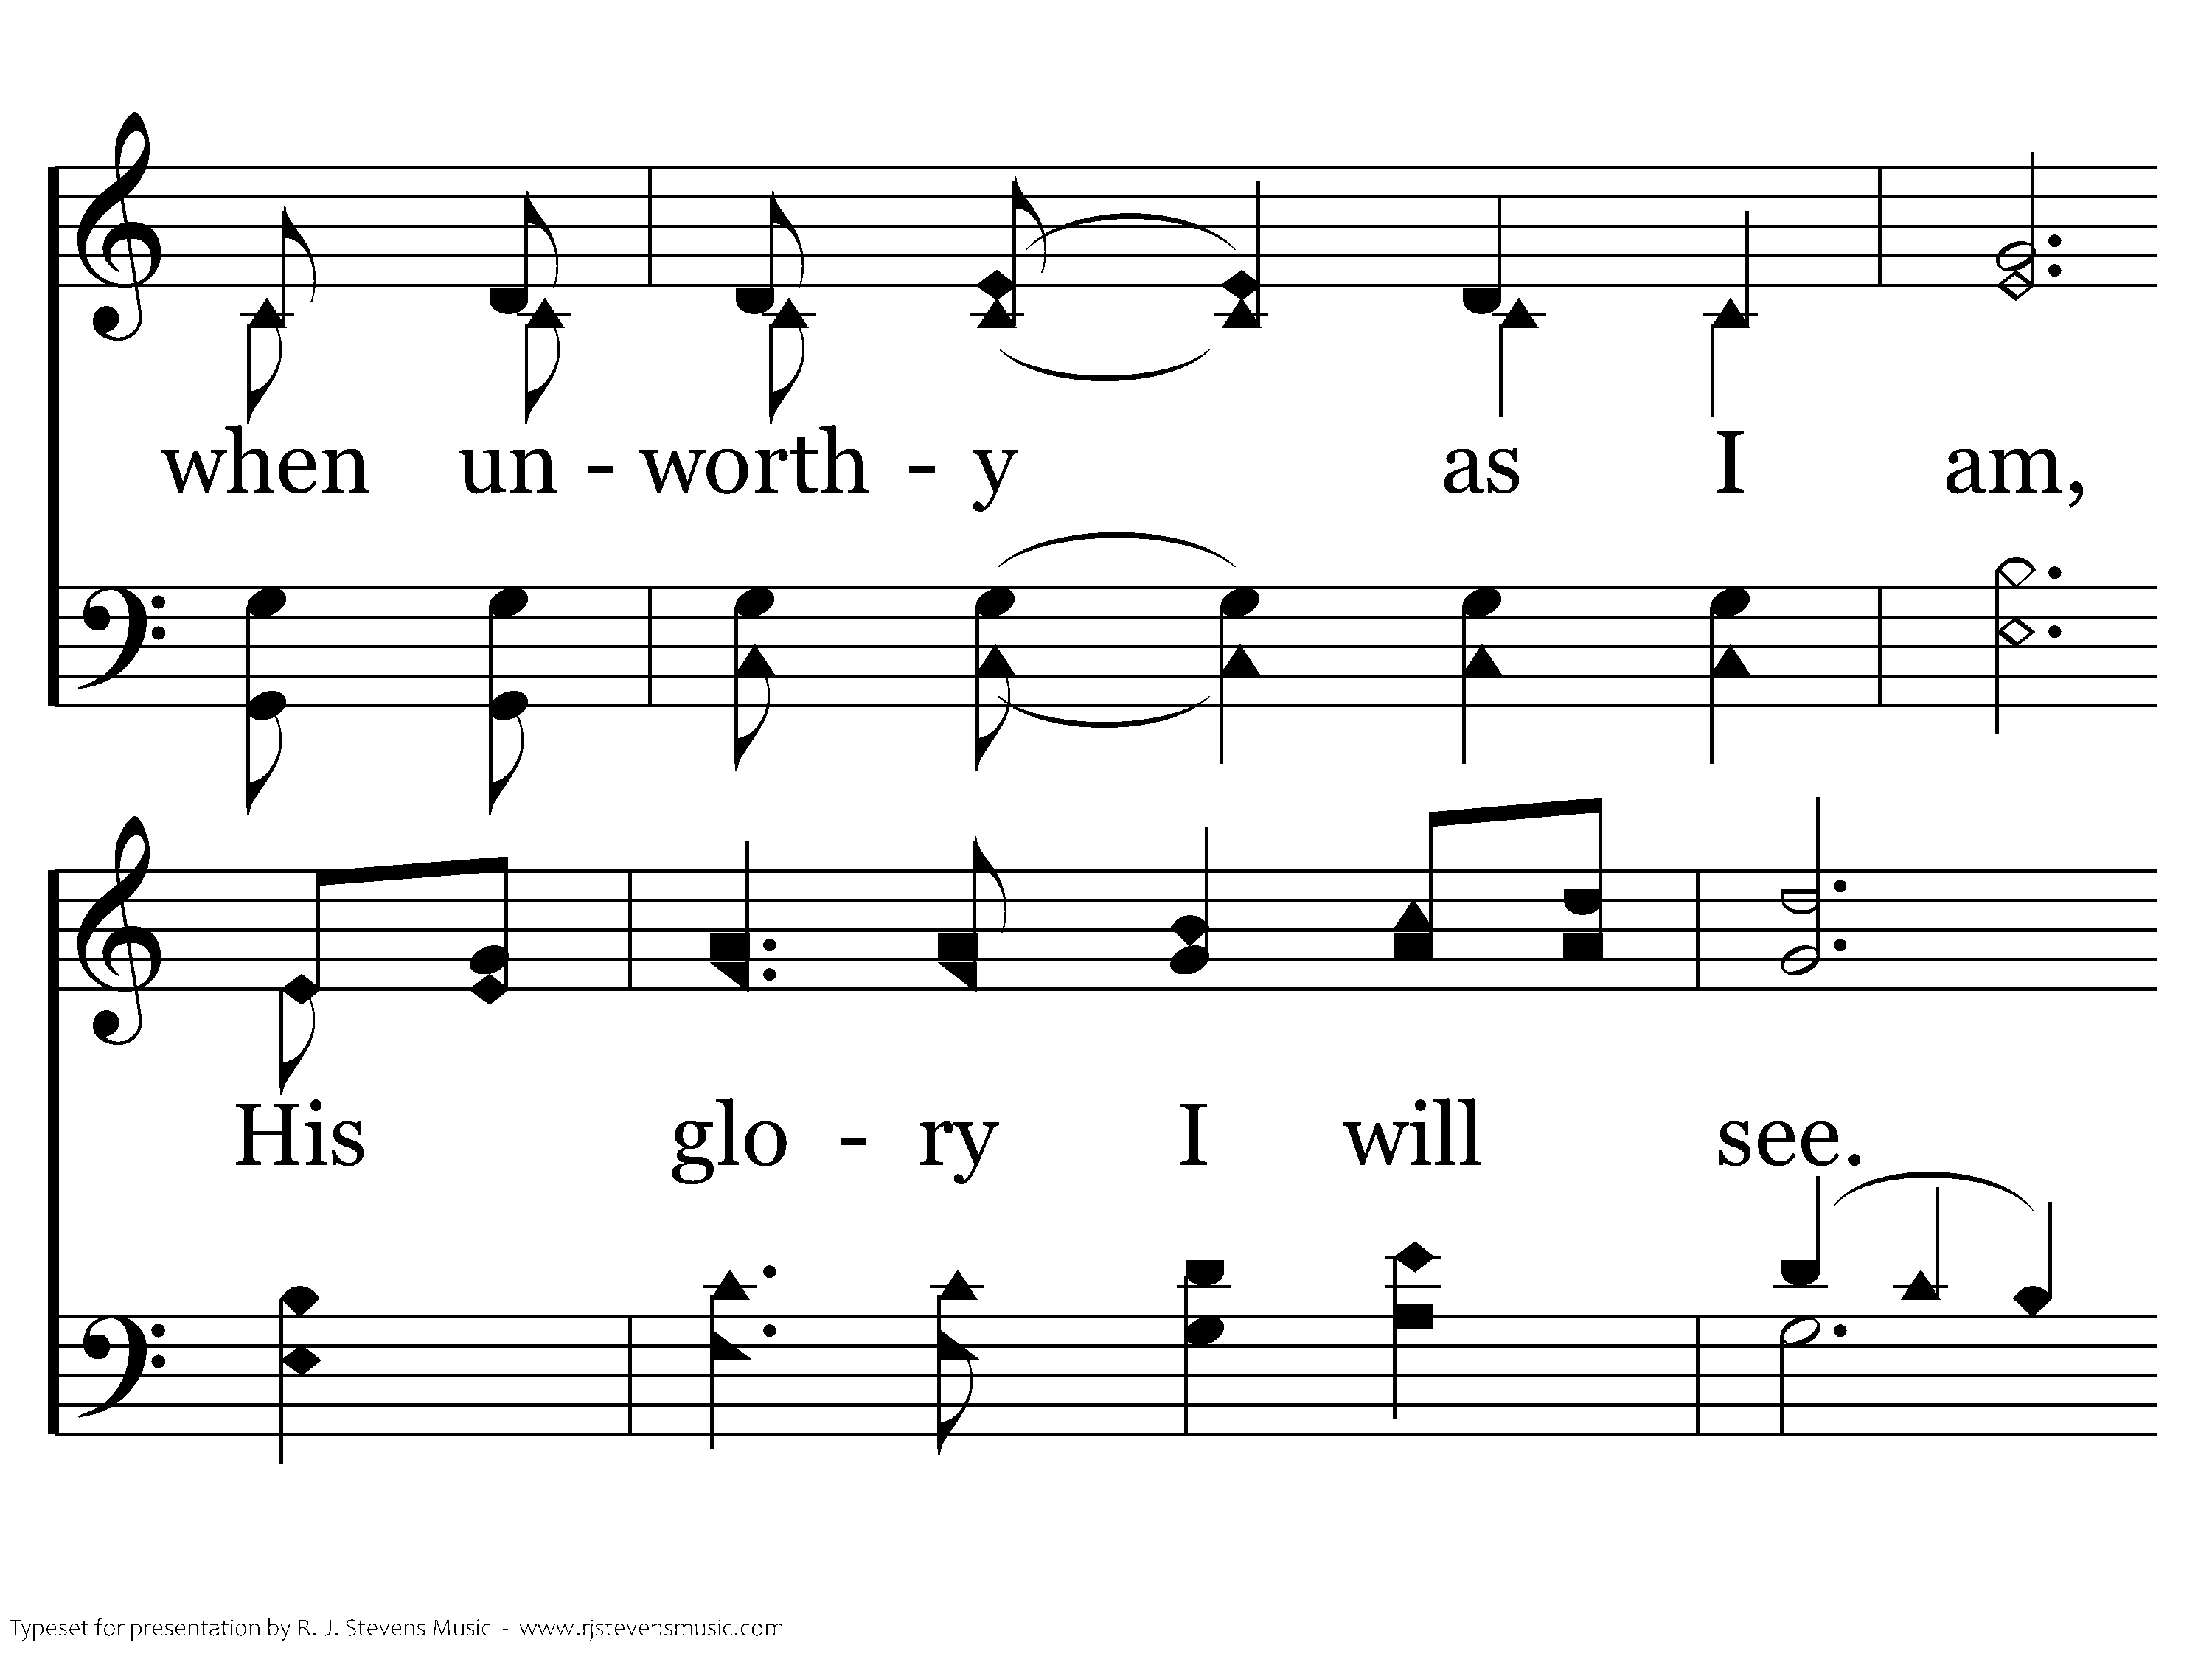 when un - worth - y as I am,
His glo - ry I will see.
Typeset for presentation by R. J. Stevens Music - www.rjstevensmusic.com